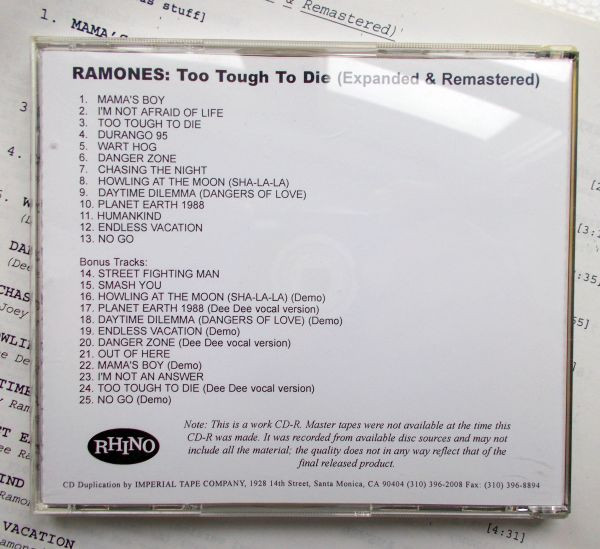 as stuff]
& Remastered)
1. MAMA'S
3
4.
5. W
RAMONES: Too Tough To Die (Expanded & Remastered)
1. MAMA'S BOY
2. I'M NOT AFRAID OF LIFE
3. TOO TOUGH TO DIE
4. DURANGO 95
5. WART HOG
6. DANGER ZONE
7. CHASING THE NIGHT
8. HOWLING AT THE MOON (SHA-LA-LA)
9. DAYTIME DILEMMA (DANGERS OF LOVE)
10. PLANET EARTH 1988
11. HUMANKIND
12. ENDLESS VACATION
13. NO GO
Bonus Tracks:
14. STREET FIGHTING MAN
15. SMASH YOU
16. HOWLING AT THE MOON (SHA-LA-LA) (Demo)
17. PLANET EARTH 1988 (Dee Dee vocal version)
18. DAYTIME DILEMMA (DANGERS OF LOVE) (Demo)
19. ENDLESS VACATION (Demo)
20. DANGER ZONE (Dee Dee vocal version)
21. OUT OF HERE
22. MAMA'S BOY (Demo)
23. I'M NOT AN ANSWER
24. TOO TOUGH TO DIE (Dee Dee vocal version)
25. NO GO (Demo)
RHINO
Note: This is a work CD-R. Master tapes were not available at the time this
CD-R was made. It was recorded from available disc sources and may not
include all the material; the quality does not in any way reflect that of the
final released product.
CD Duplication by IMPERIAL TAPE COMPANY, 1928 14th Street, Santa Monica, CA 90404 (310) 396-2008 Fax: (310) 396-8894
VACATION
[4:31]